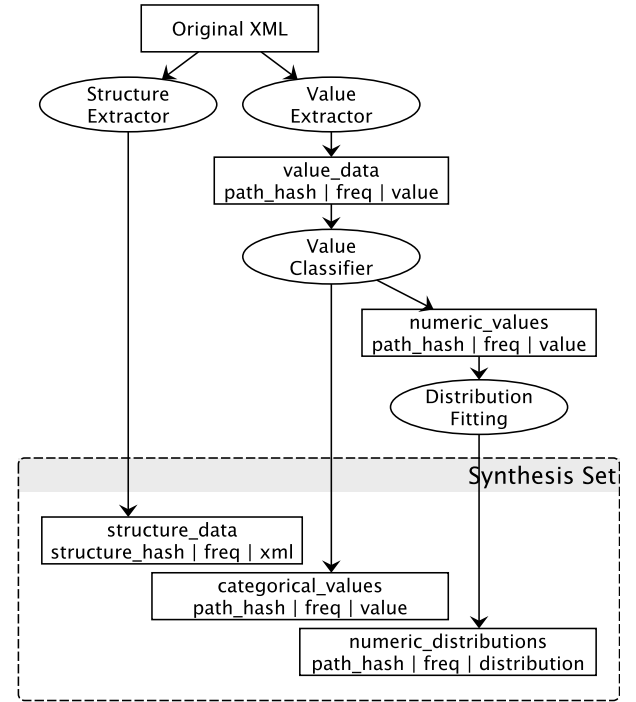 Original XML
Structure
Extractor
Value
Extractor
value_data
path_hash | freq | value
Value
Classifier
numeric_values
path_hash | freq | value
Distribution
Fitting
Synthesis Set
structure_data
structure_hash | freq | xml
categorical_values
path_hash | freq | value
numeric_distributions
path_hash | freq | distribution